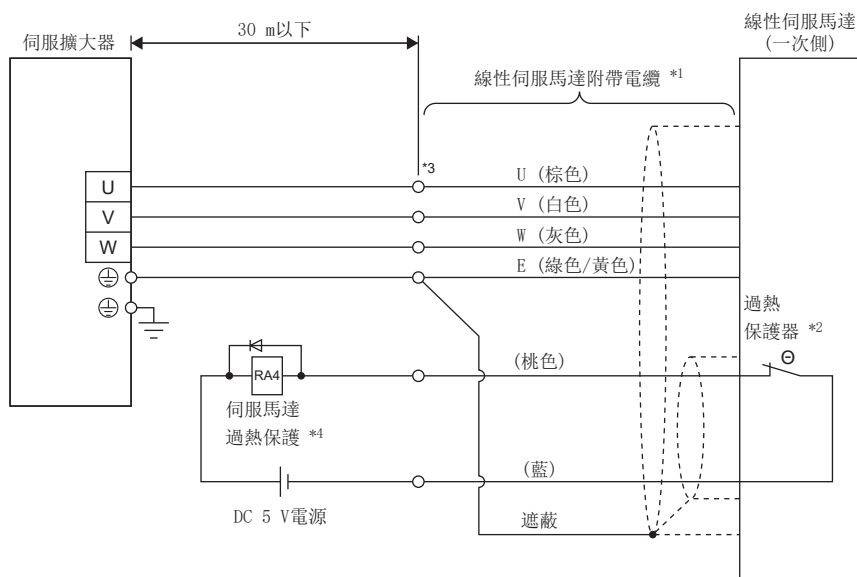 伺服擴大器
30 m以下
線性伺服馬達
(一次側)
線性伺服馬達附帶電纜 *1
*3
U
U (棕色)
V
V (白色)
W
W (灰色)
E (綠色/黃色)
過熱
保護器 *2
Θ
(桃色)
RA4
伺服馬達
過熱保護 *4
(藍)
DC 5 V電源
遮蔽